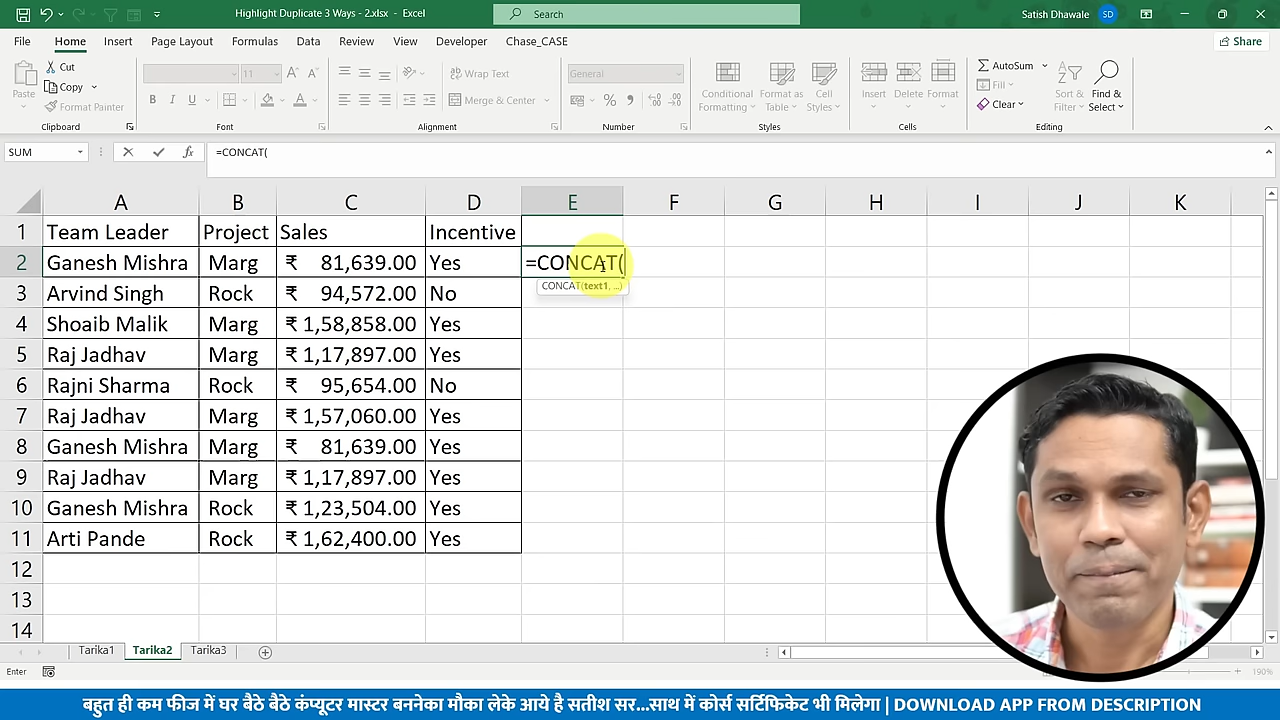 Highlight Duplicate 3 Ways - 2.xlsx - Excel
Search
Satish Dhawale SD
File Home Insert Page Layout Formulas Data Review View Developer Chase_CASE
Share
Paste
Cut
Copy
Format Painter
Clipboard
11
B I U
Font
Wrap Text
Merge & Center
Alignment
General
Number
Conditional Formatting
Format as Table
Cell Styles
Styles
Insert Delete Format
Cells
AutoSum
Fill
Clear
Sort & Filter
Find & Select
Editing
SUM fx =CONCAT(
A B C D E F G H I J K
1 Team Leader Project Sales Incentive
2 Ganesh Mishra Marg ₹ 81,639.00 Yes =CONCAT(
CONCAT(text1, ...)
3 Arvind Singh Rock ₹ 94,572.00 No
4 Shoaib Malik Marg ₹ 1,58,858.00 Yes
5 Raj Jadhav Marg ₹ 1,17,897.00 Yes
6 Rajni Sharma Rock ₹ 95,654.00 No
7 Raj Jadhav Marg ₹ 1,57,060.00 Yes
8 Ganesh Mishra Marg ₹ 81,639.00 Yes
9 Raj Jadhav Marg ₹ 1,17,897.00 Yes
10 Ganesh Mishra Rock ₹ 1,23,504.00 Yes
11 Arti Pande Rock ₹ 1,62,400.00 Yes
12
13
14
Tarika1 Tarika2 Tarika3
Enter
190%
बहुत ही कम फीज में घर बैठे बैठे कंप्यूटर मास्टर बननेका मौका लेके आये है सतीश सर...साथ में कोर्स सर्टिफिकेट भी मिलेगा | DOWNLOAD APP FROM DESCRIPTION